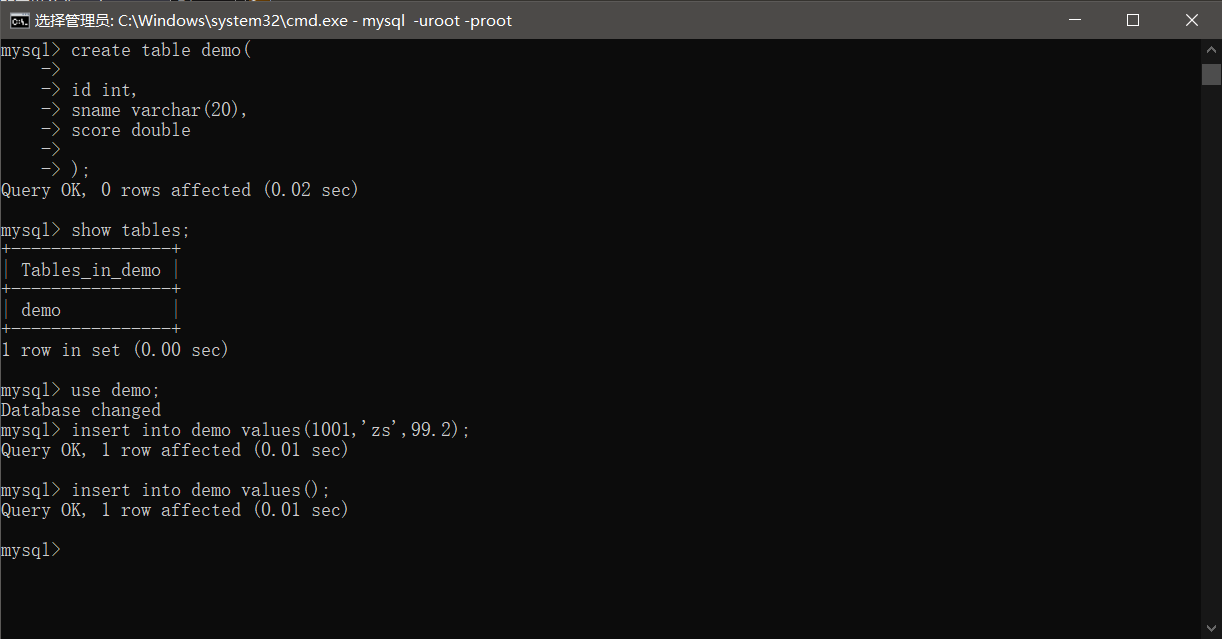 选择管理员: C:\Windows\system32\cmd.exe - mysql  -uroot -proot
mysql> create table demo(
    ->
    -> id int,
    -> sname varchar(20),
    -> score double
    ->
    -> );
Query OK, 0 rows affected (0.02 sec)
mysql> show tables;
+----------------+
| Tables_in_demo |
+----------------+
| demo           |
+----------------+
1 row in set (0.00 sec)
mysql> use demo;
Database changed
mysql> insert into demo values(1001,'zs',99.2);
Query OK, 1 row affected (0.01 sec)
mysql> insert into demo values();
Query OK, 1 row affected (0.01 sec)
mysql>